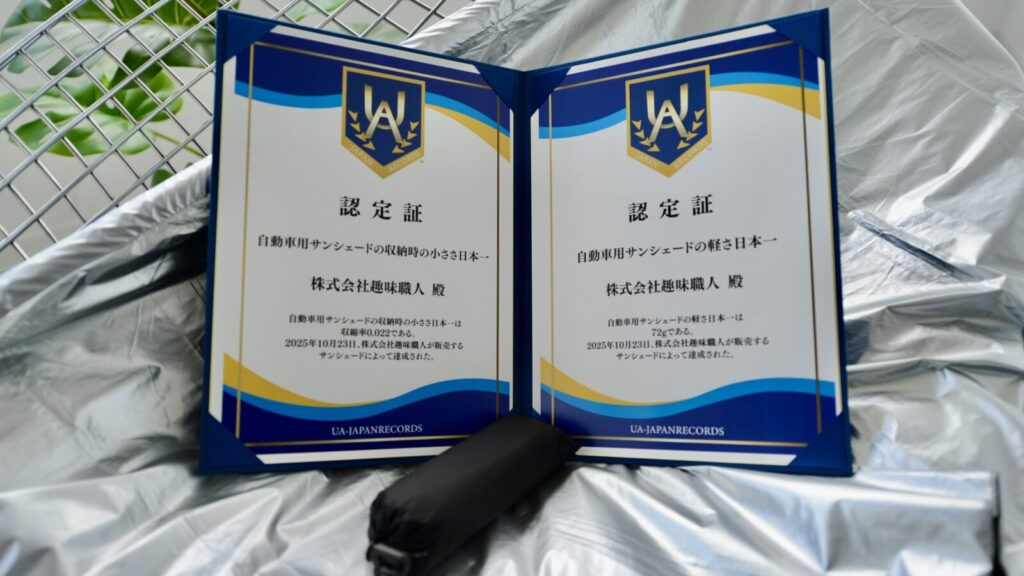 UA
JAPAN RECORDS
認定証
自動車用サンシェードの収納時の小ささ日本一
株式会社趣味職人 殿
自動車用サンシェードの収納時の小ささ日本一は
収縮率0.022である。
2025年10月23日、株式会社趣味職人が販売する
サンシェードによって達成された。
UA-JAPANRECORDS
UA
JAPAN RECORDS
認定証
自動車用サンシェードの軽さ日本一
株式会社趣味職人 殿
自動車用サンシェードの軽さ日本一は
72gである。
2025年10月23日、株式会社趣味職人が販売する
サンシェードによって達成された。
UA-JAPANRECORDS